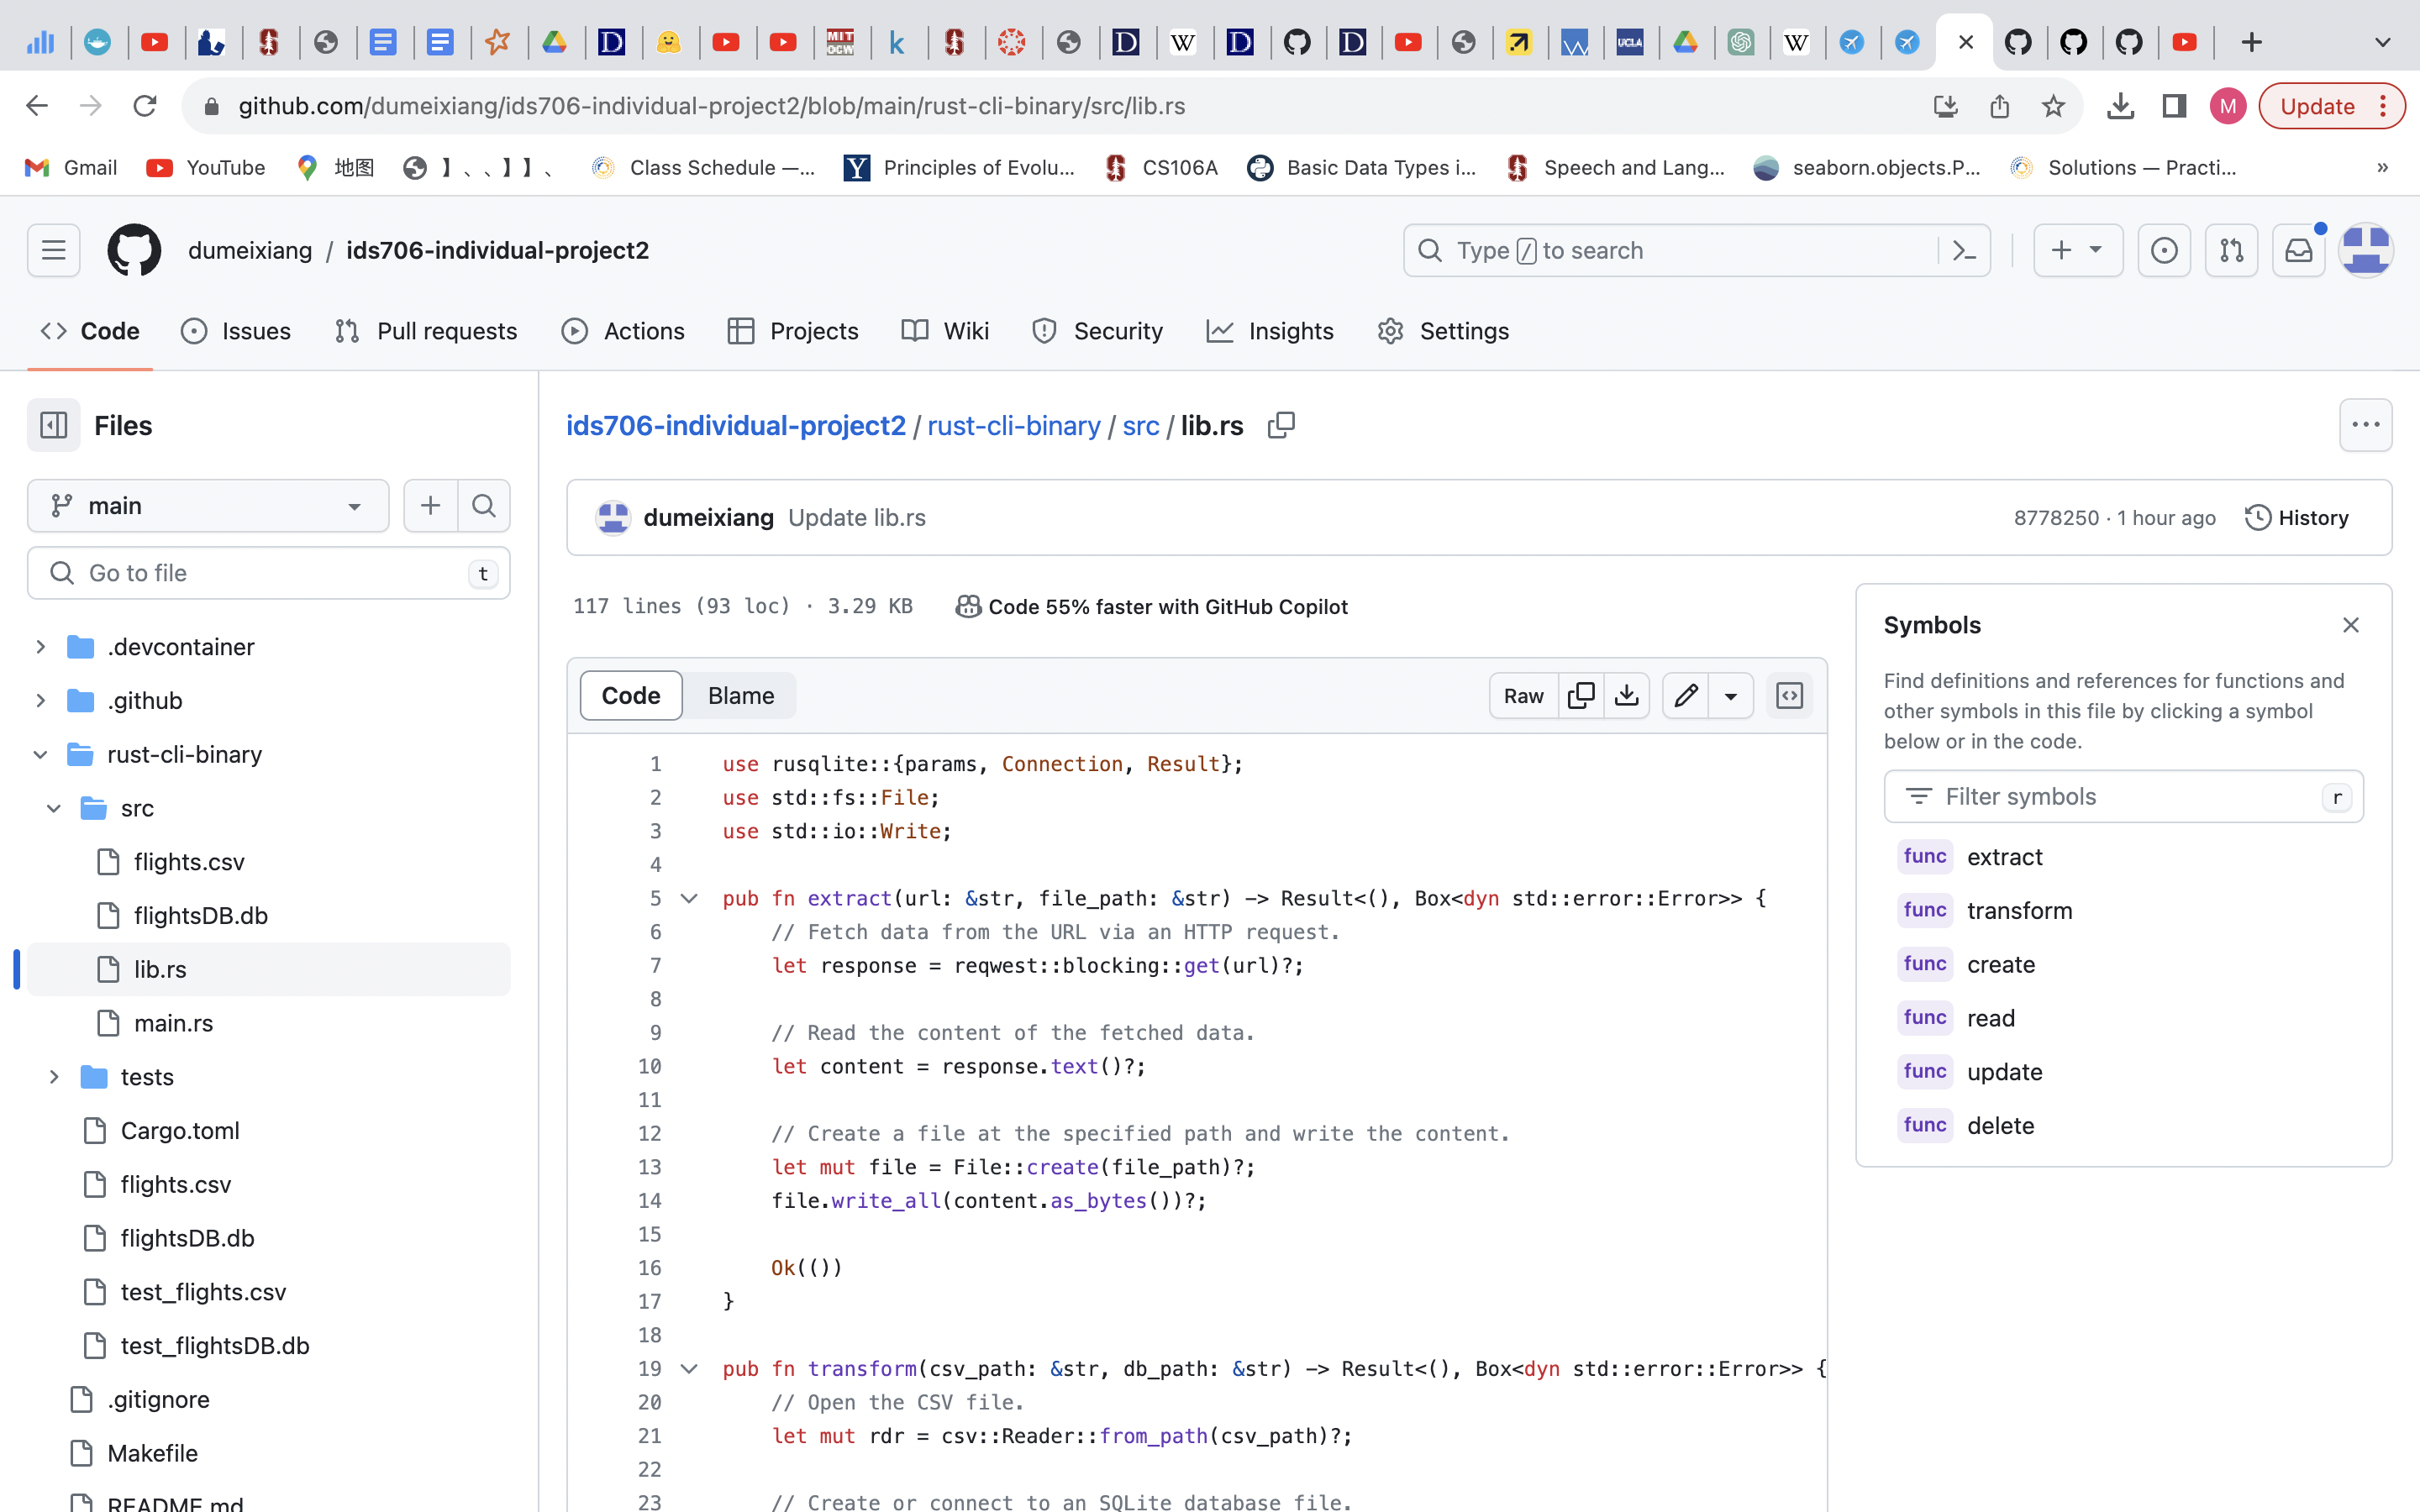 MIT
OCW
UCLA
github.com/dumeixiang/ids706-individual-project2/blob/main/rust-cli-binary/src/lib.rs
M
Update
Gmail
YouTube
地图
】、、】】、
Class Schedule —...
Principles of Evolu...
CS106A
Basic Data Types i...
Speech and Lang...
seaborn.objects.P...
Solutions — Practi...
»
dumeixiang / ids706-individual-project2
Type / to search
Code
Issues
Pull requests
Actions
Projects
Wiki
Security
Insights
Settings
Files
main
Go to file
t
.devcontainer
.github
rust-cli-binary
src
flights.csv
flightsDB.db
lib.rs
main.rs
tests
Cargo.toml
flights.csv
flightsDB.db
test_flights.csv
test_flightsDB.db
.gitignore
Makefile
README.md
ids706-individual-project2 / rust-cli-binary / src / lib.rs
dumeixiang Update lib.rs
8778250 · 1 hour ago
History
117 lines (93 loc) · 3.29 KB
Code 55% faster with GitHub Copilot
Code
Blame
Raw
1 use rusqlite::{params, Connection, Result};
2 use std::fs::File;
3 use std::io::Write;
4
5 pub fn extract(url: &str, file_path: &str) -> Result<(), Box<dyn std::error::Error>> {
6 // Fetch data from the URL via an HTTP request.
7 let response = reqwest::blocking::get(url)?;
8
9 // Read the content of the fetched data.
10 let content = response.text()?;
11
12 // Create a file at the specified path and write the content.
13 let mut file = File::create(file_path)?;
14 file.write_all(content.as_bytes())?;
15
16 Ok(())
17 }
18
19 pub fn transform(csv_path: &str, db_path: &str) -> Result<(), Box<dyn std::error::Error>> {
20 // Open the CSV file.
21 let mut rdr = csv::Reader::from_path(csv_path)?;
22
23 // Create or connect to an SQLite database file.
Symbols
Find definitions and references for functions and
other symbols in this file by clicking a symbol
below or in the code.
Filter symbols
r
func extract
func transform
func create
func read
func update
func delete